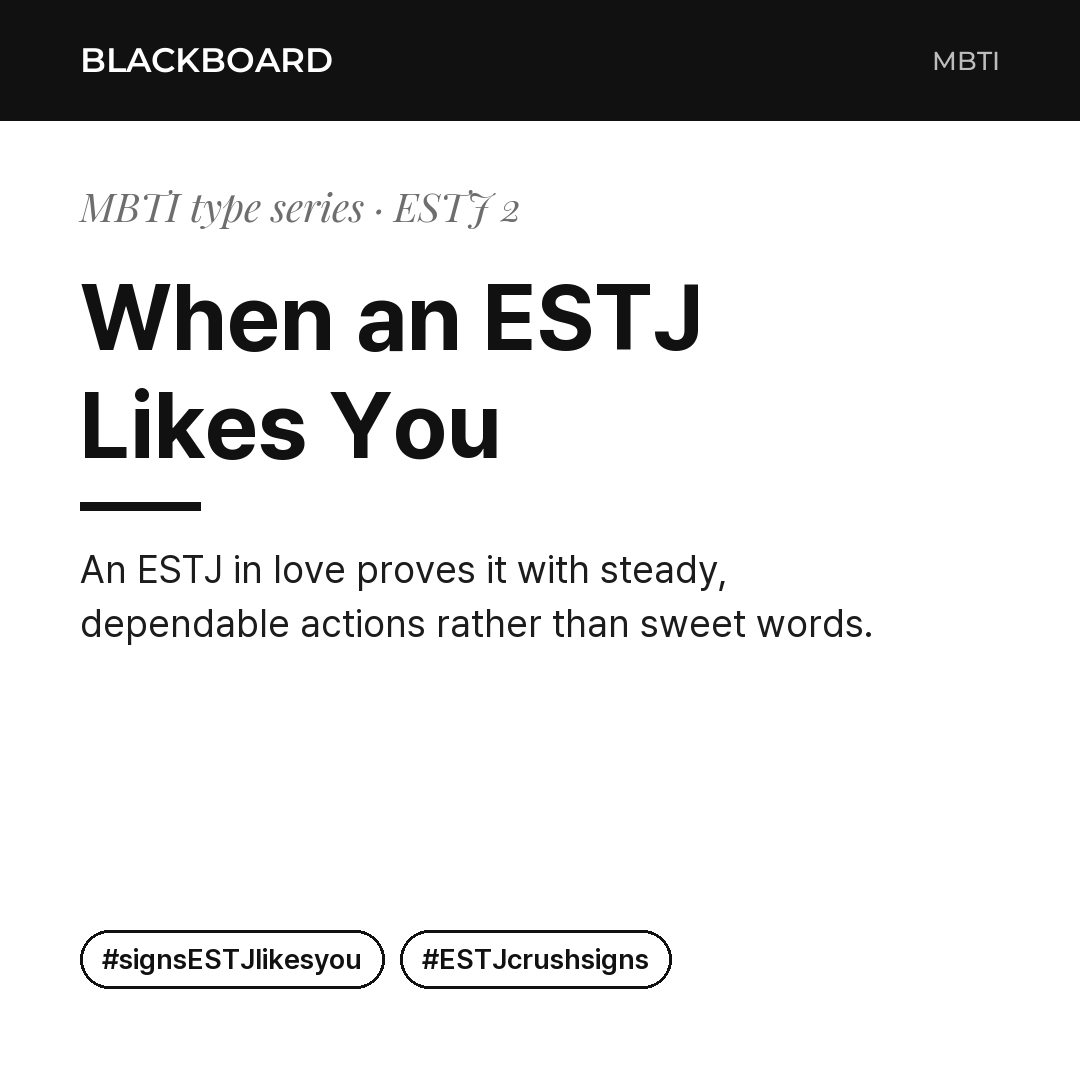 BLACKBOARD
MBTI
MBTI type series · ESTJ 2
When an ESTJ
Likes You
An ESTJ in love proves it with steady,
dependable actions rather than sweet words.
#signsESTJlikesyou
#ESTJcrushsigns